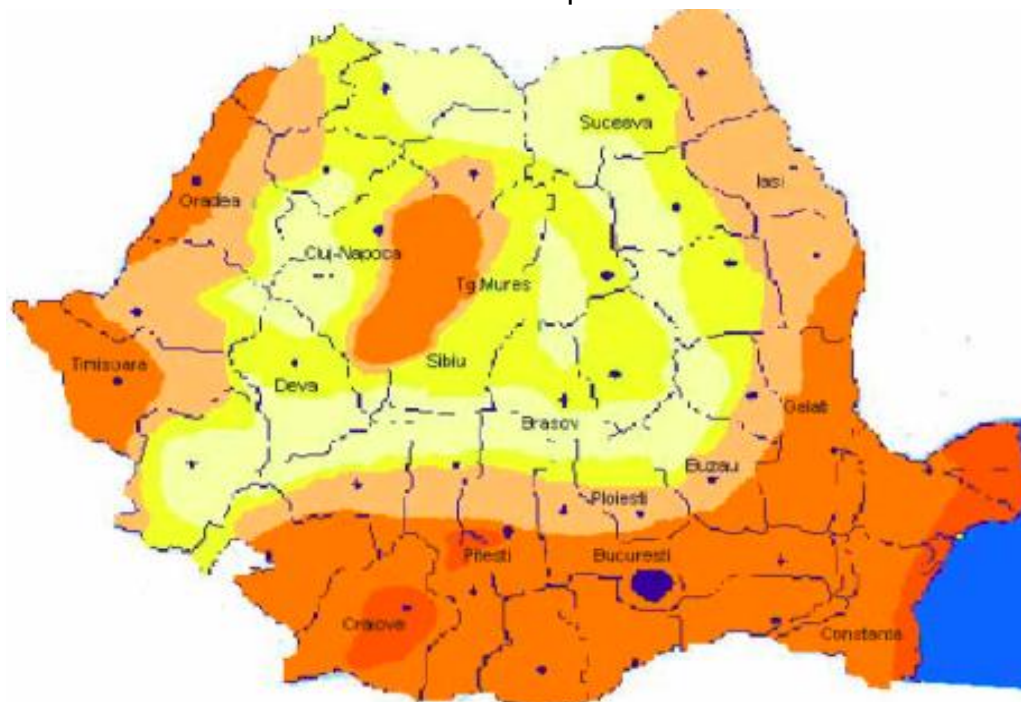 Suceava
Iasi
Oradea
Cluj-Napoca
Tg.Mures
Timisoara
Sibiu
Deva
Galati
Brasov
Buzau
Ploiesti
Pitesti
Bucuresti
Craiova
Constanta